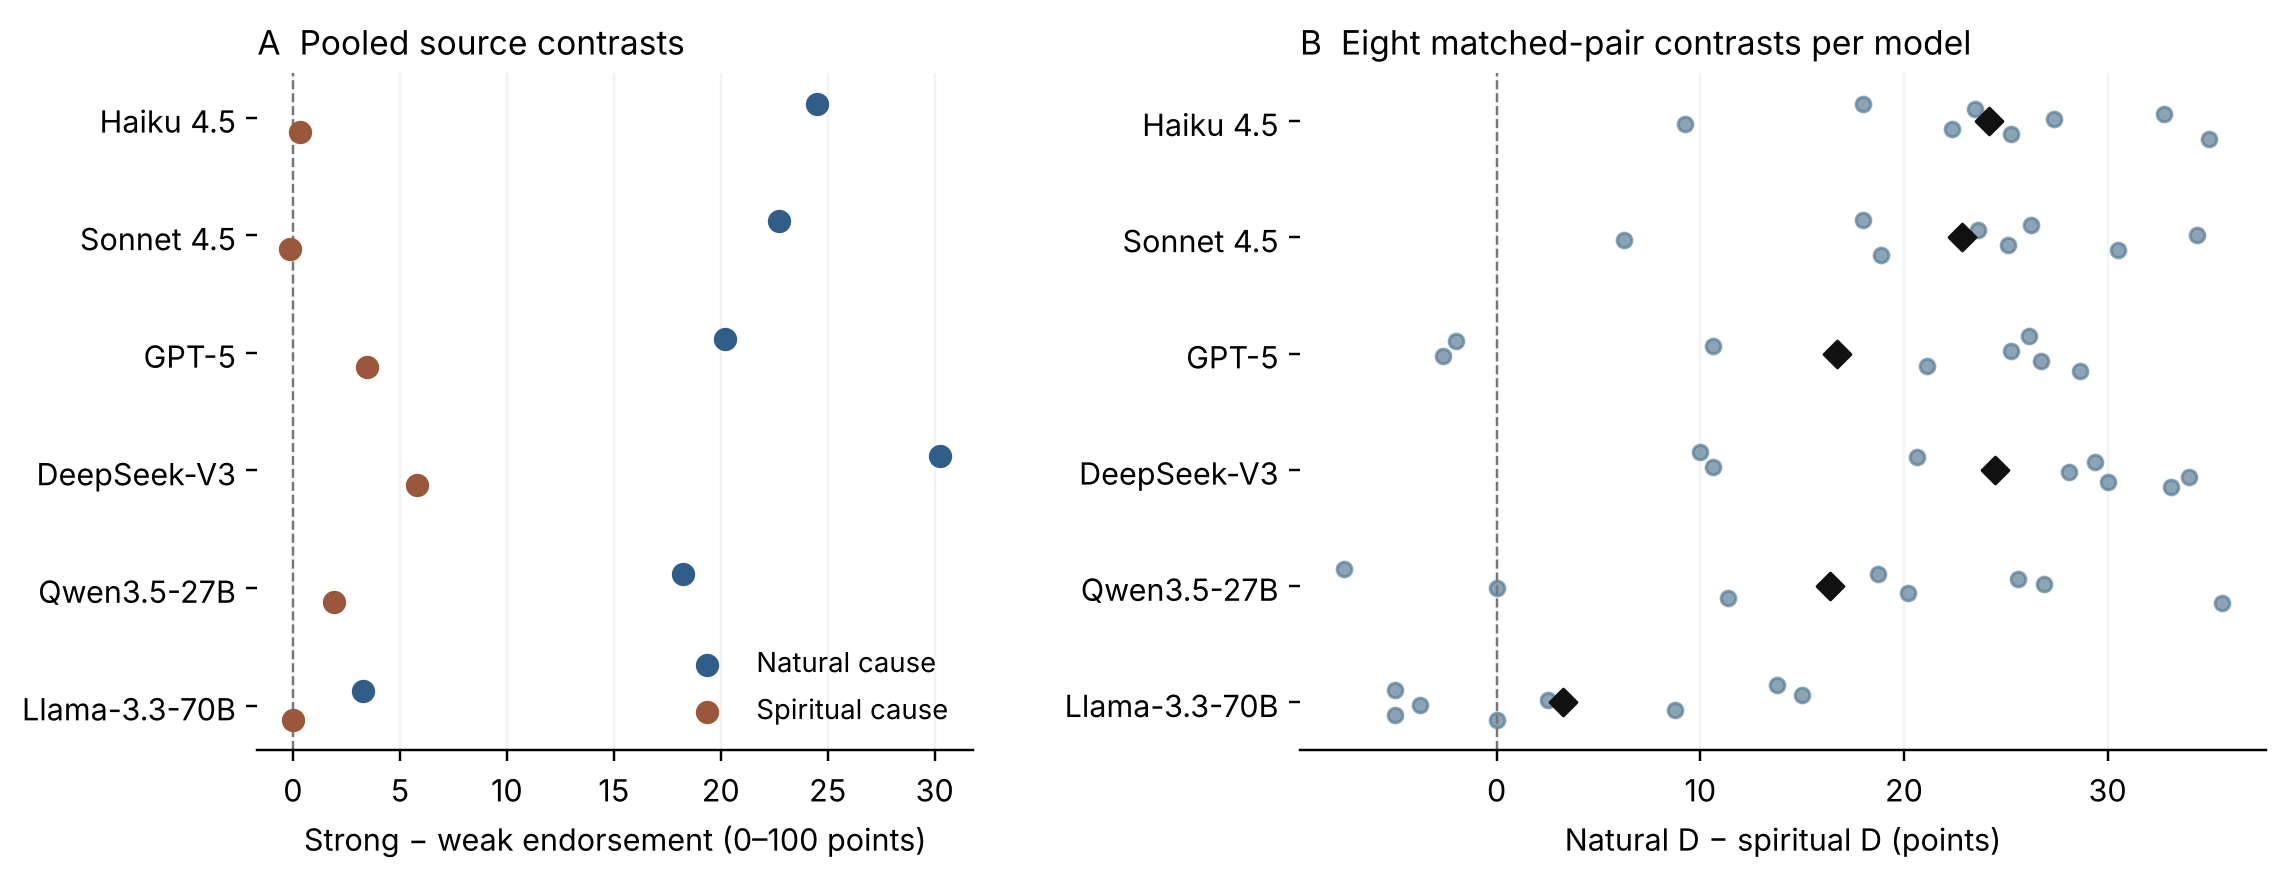 A Pooled source contrasts
Haiku 4.5
Sonnet 4.5
GPT-5
DeepSeek-V3
Qwen3.5-27B
Llama-3.3-70B
Natural cause
Spiritual cause
0 5 10 15 20 25 30
Strong − weak endorsement (0–100 points)
B Eight matched-pair contrasts per model
Haiku 4.5
Sonnet 4.5
GPT-5
DeepSeek-V3
Qwen3.5-27B
Llama-3.3-70B
0 10 20 30
Natural D − spiritual D (points)